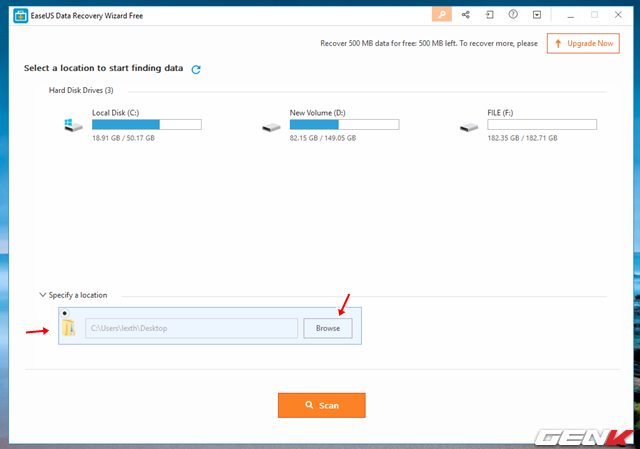 EaseUS Data Recovery Wizard Free
Recover 500 MB data for free: 500 MB left. To recover more, please
Upgrade Now
Select a location to start finding data
Hard Disk Drives (3)
Local Disk (C:)
18.91 GB / 50.17 GB
New Volume (D:)
82.15 GB / 149.05 GB
FILE (F:)
182.35 GB / 182.71 GB
Specify a location
C:\Users\lexth\Desktop
Browse
Scan
GENK